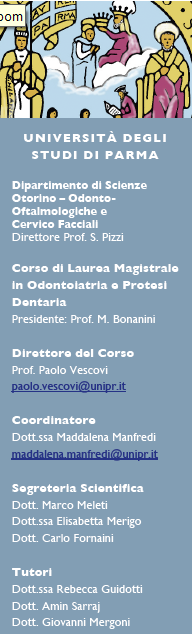 oom
PARMA
UNIVERSITÀ DEGLI
STUDI DI PARMA
Dipartimento di Scienze
Otorino – Odonto-
Oftalmologiche e
Cervico Facciali
Direttore Prof. S. Pizzi
Corso di Laurea Magistrale
in Odontoiatria e Protesi
Dentaria
Presidente: Prof. M. Bonanini
Direttore del Corso
Prof. Paolo Vescovi
paolo.vescovi@unipr.it
Coordinatore
Dott.ssa Maddalena Manfredi
maddalena.manfredi@unipr.it
Segreteria Scientifica
Dott. Marco Meleti
Dott.ssa Elisabetta Merigo
Dott. Carlo Fornaini
Tutori
Dott.ssa Rebecca Guidotti
Dott. Amin Sarraj
Dott. Giovanni Mergoni